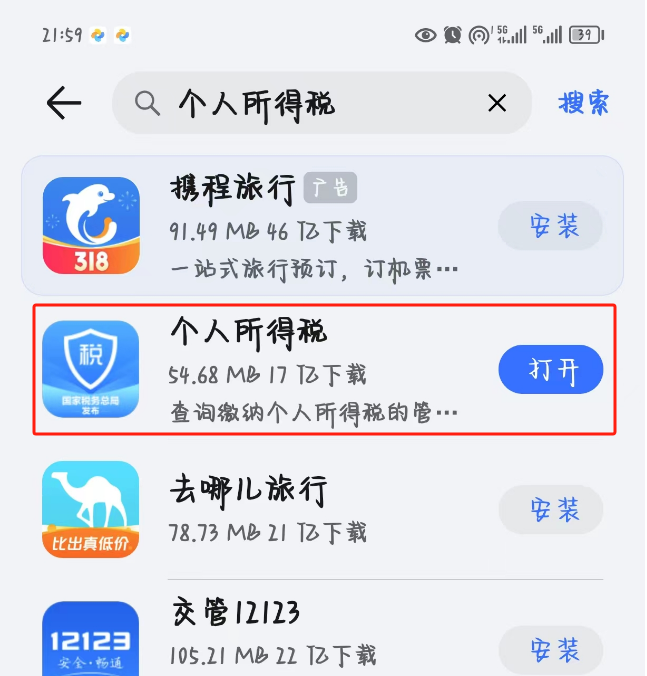 21:59 5G 5G 39
个人所得税 搜索
携程旅行 广告
91.49 MB 46 亿下载 安装
318
一站式旅行预订，订机票…
个人所得税
税
54.68 MB 17 亿下载 打开
国家税务总局
发布
查询缴纳个人所得税的管…
去哪儿旅行
78.73 MB 21 亿下载 安装
比出真低价
交管12123
12123
105.21 MB 22 亿下载 安装
安全·畅通